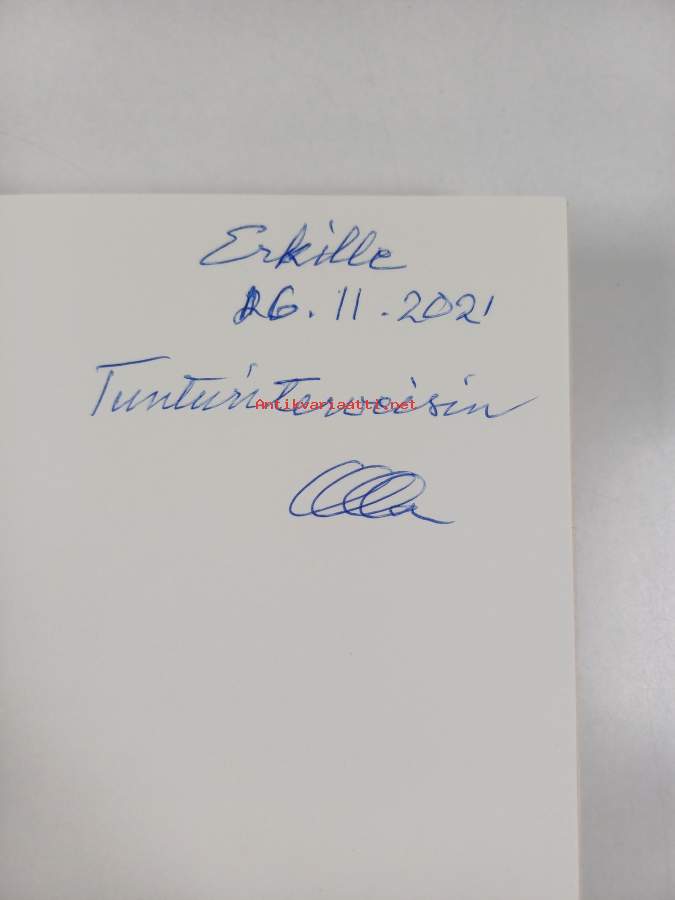 Erkille
26.11.2021
Tunturiterveisin
Antikvariaatti.net